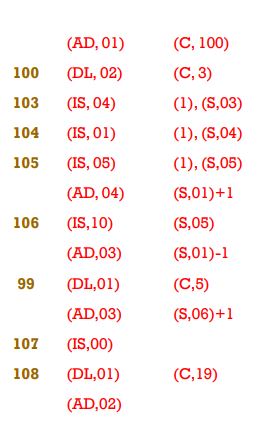 (AD, 01) (C, 100)
100 (DL, 02) (C, 3)
103 (IS, 04) (1), (S,03)
104 (IS, 01) (1), (S,04)
105 (IS, 05) (1), (S,05)
(AD, 04) (S,01)+1
106 (IS,10) (S,05)
(AD,03) (S,01)-1
99 (DL,01) (C,5)
(AD,03) (S,06)+1
107 (IS,00)
108 (DL,01) (C,19)
(AD,02)